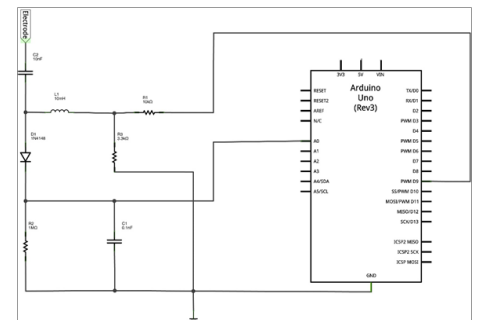 Electrode
C2
10nF
L1
10mH
R1
10kΩ
R3
3.3kΩ
D1
1N4148
R2
1MΩ
C1
0.1nF
3V3
5V
VIN
Arduino
Uno
(Rev3)
RESET
RESET2
AREF
N/C
A0
A1
A2
A3
A4/SDA
A5/SCL
TX/D0
RX/D1
D2
PWM D3
D4
PWM D5
PWM D6
D7
D8
PWM D9
SS/PWM D10
MOSI/PWM D11
MISO/D12
SCK/D13
ICSP2 MISO
ICSP2 SCK
ICSP MOSI
GND